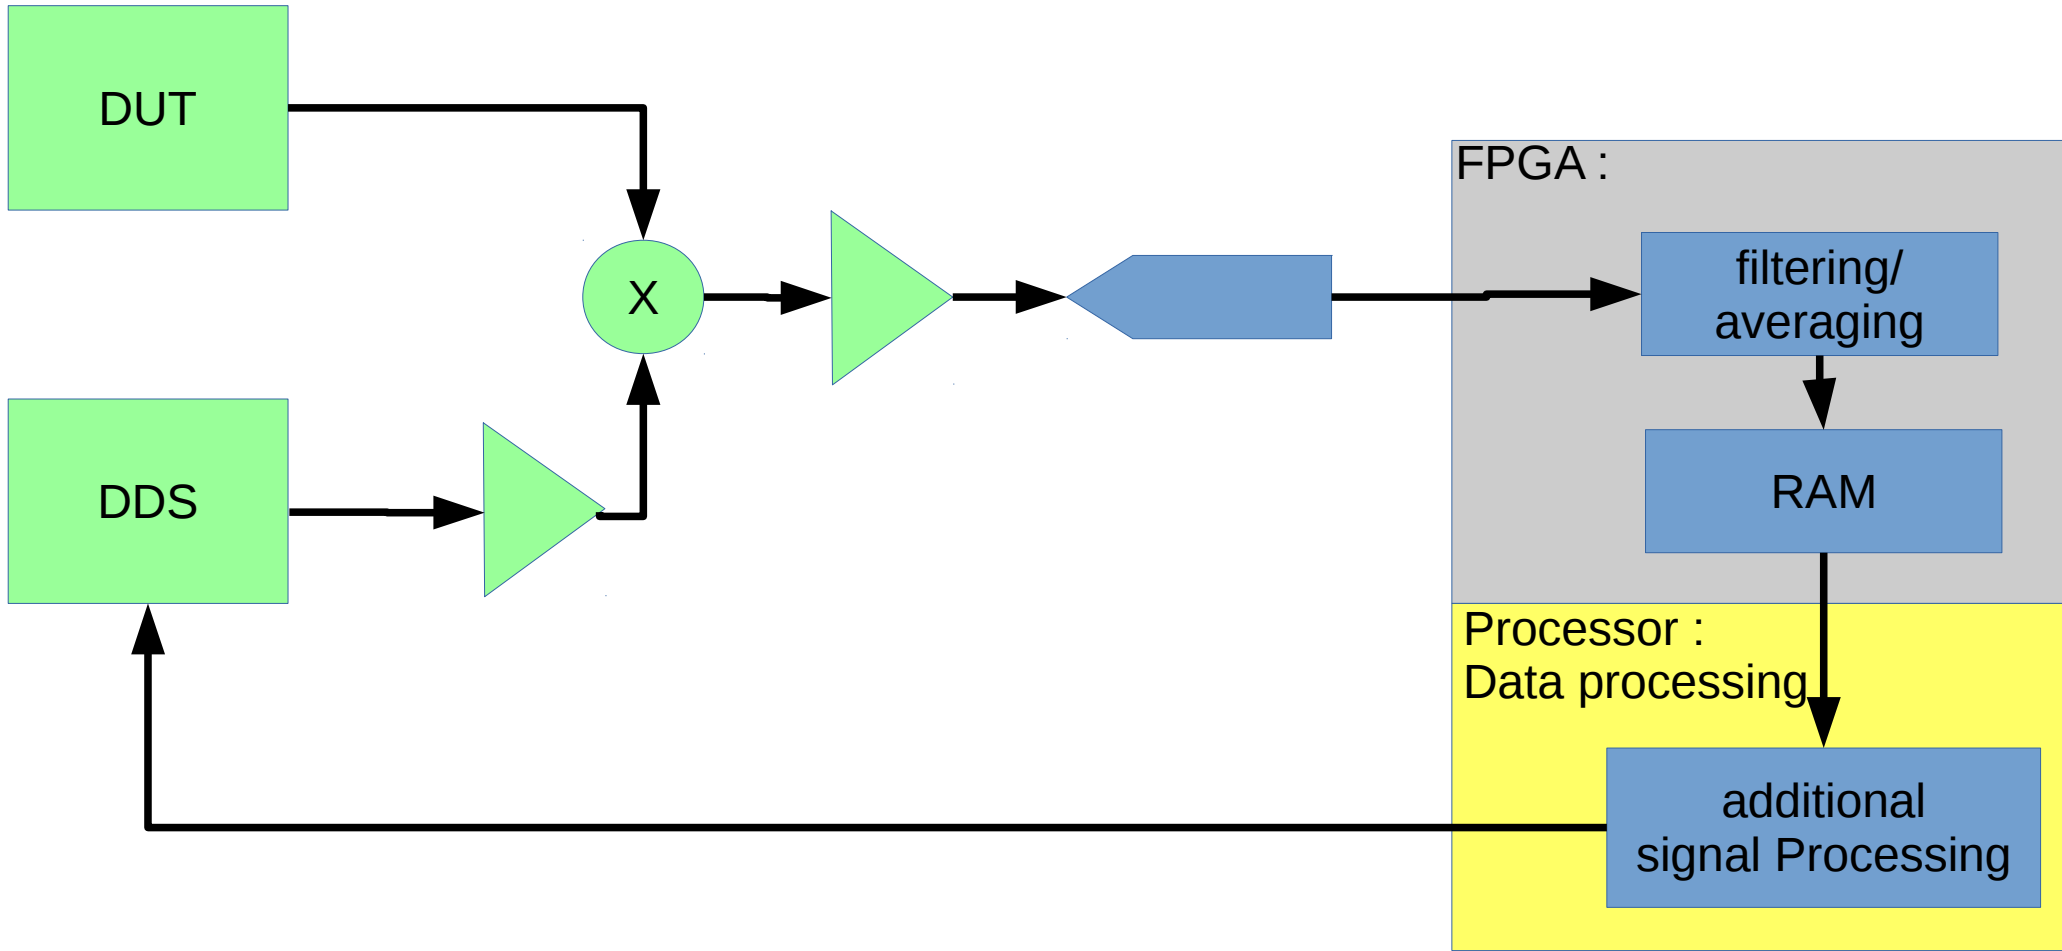 DUT
FPGA :
filtering/
averaging
X
DDS
RAM
Processor :
Data processing
additional
signal Processing